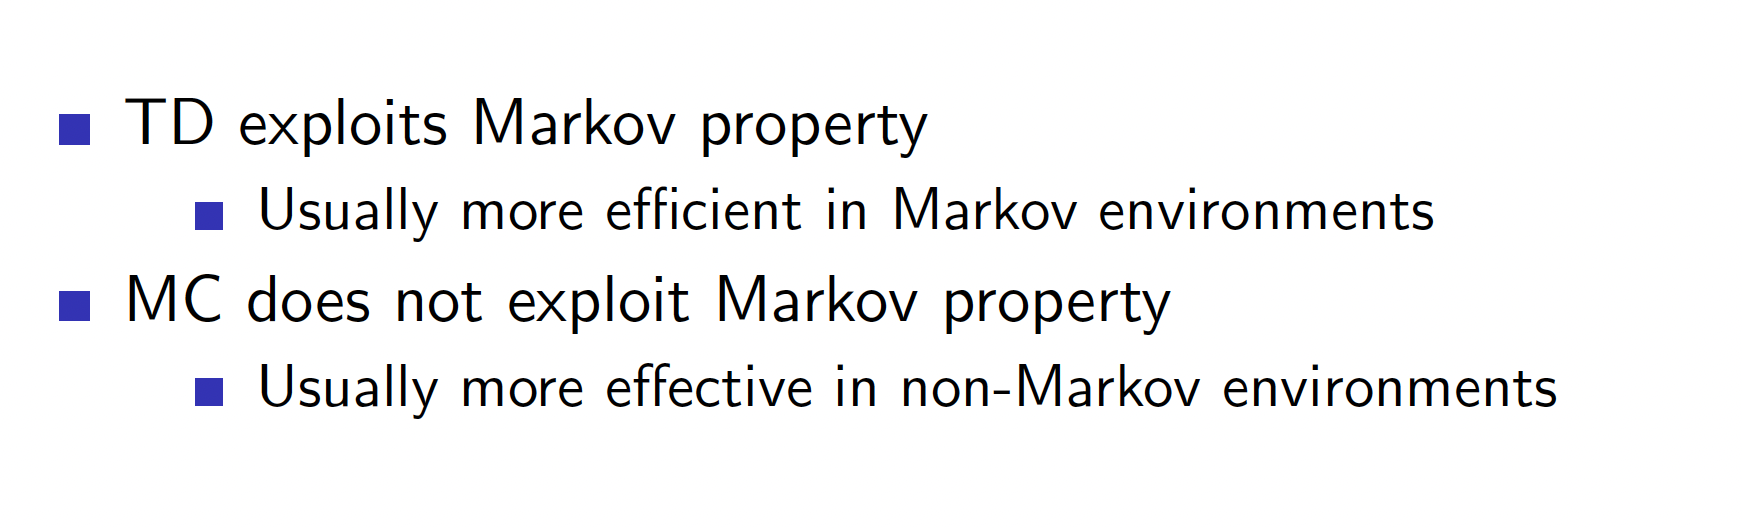 TD exploits Markov property
Usually more efficient in Markov environments
MC does not exploit Markov property
Usually more effective in non-Markov environments